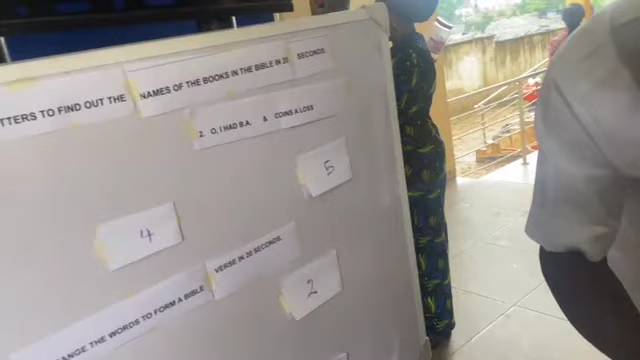 TTERS TO FIND OUT THE NAMES OF THE BOOKS IN THE BIBLE IN 20 SECONDS.
2. O, I HAD B.A. & COINS A LOSS
5
4
ANGE THE WORDS TO FORM A BIBLE VERSE IN 20 SECONDS.
2